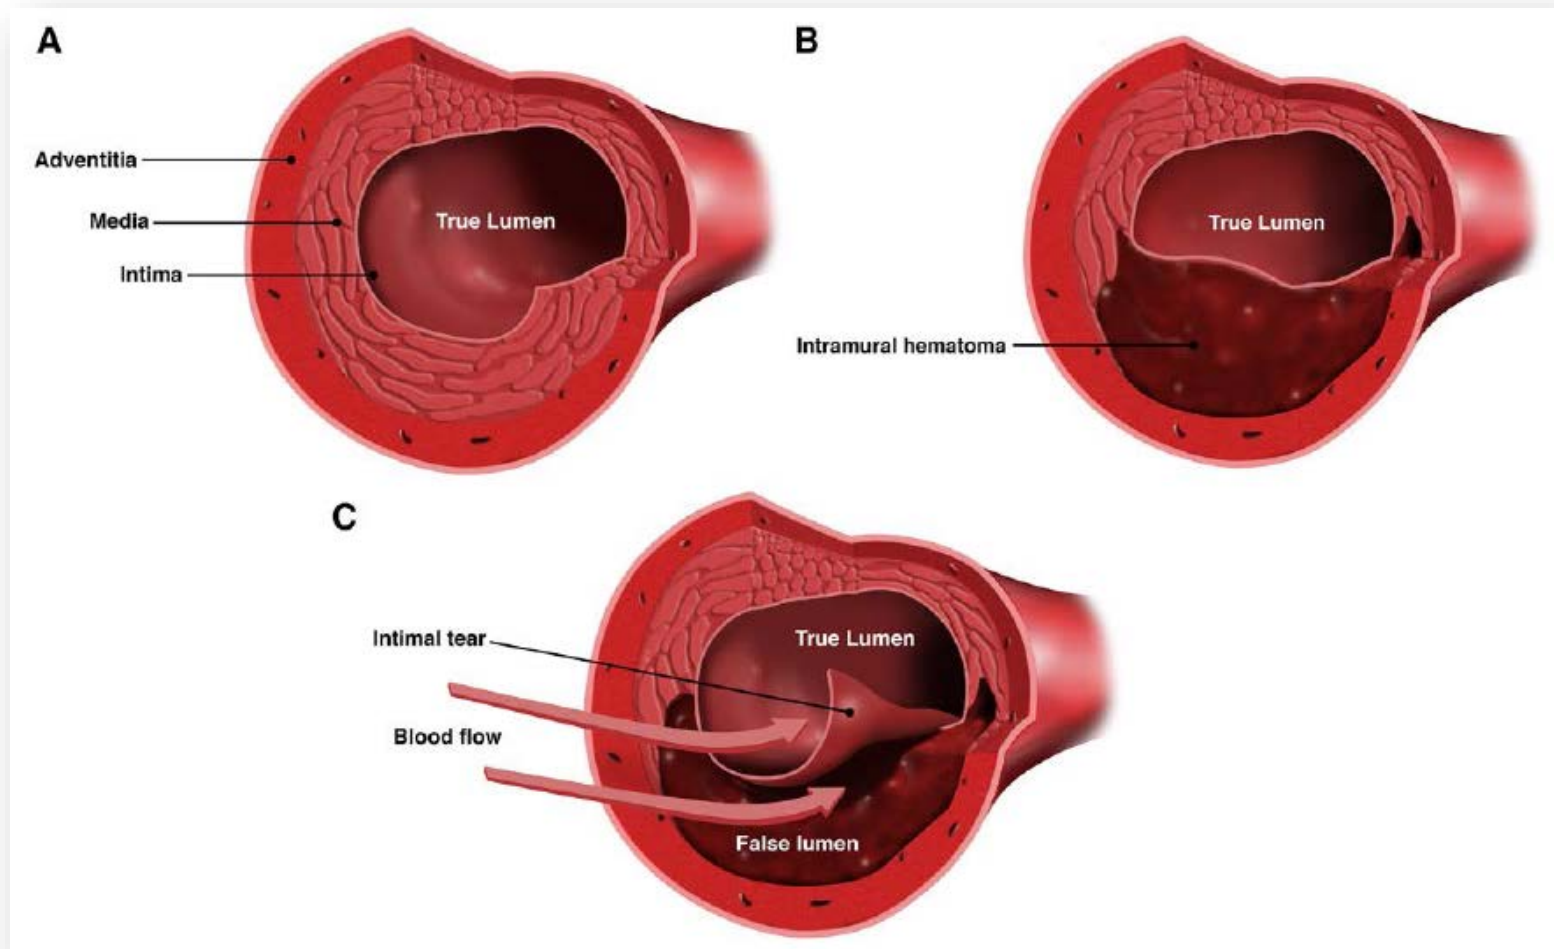 A
B
Adventitia
Media
Intima
True Lumen
True Lumen
Intramural hematoma
C
Intimal tear
Blood flow
True Lumen
False lumen